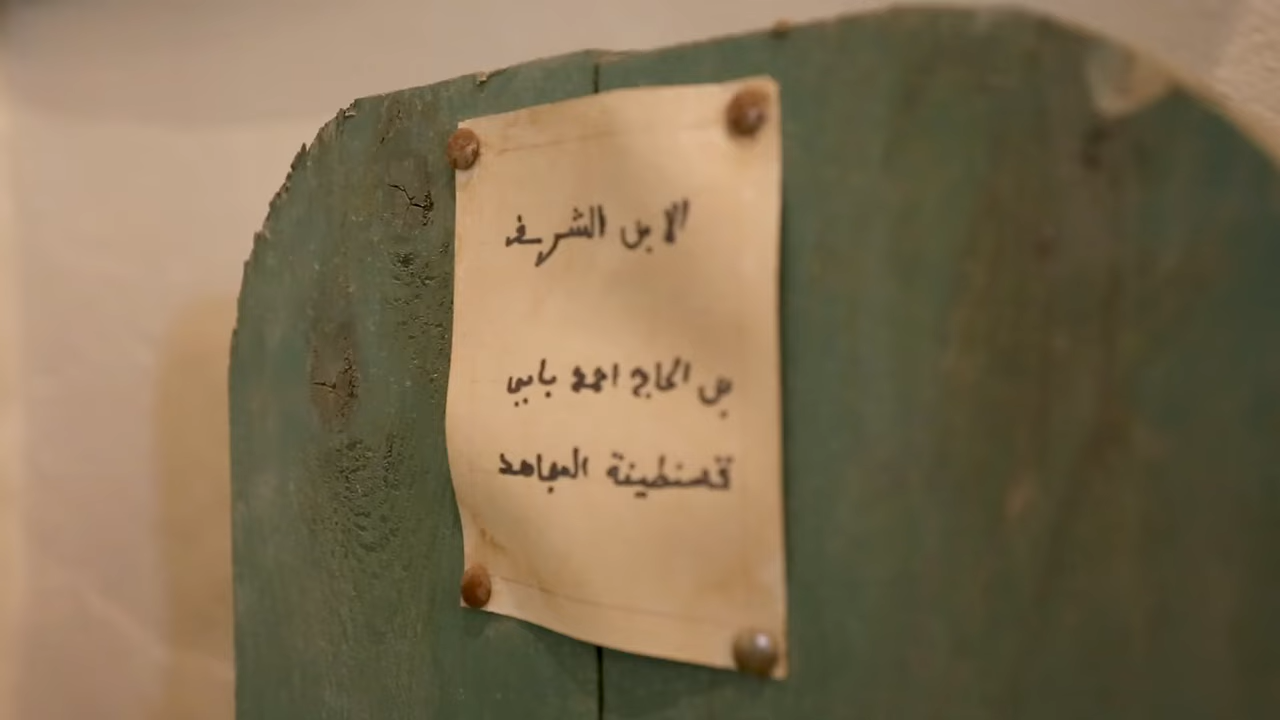 الابن الشريف
بن الحاج احمد بابي
قسنطينة المجاهد